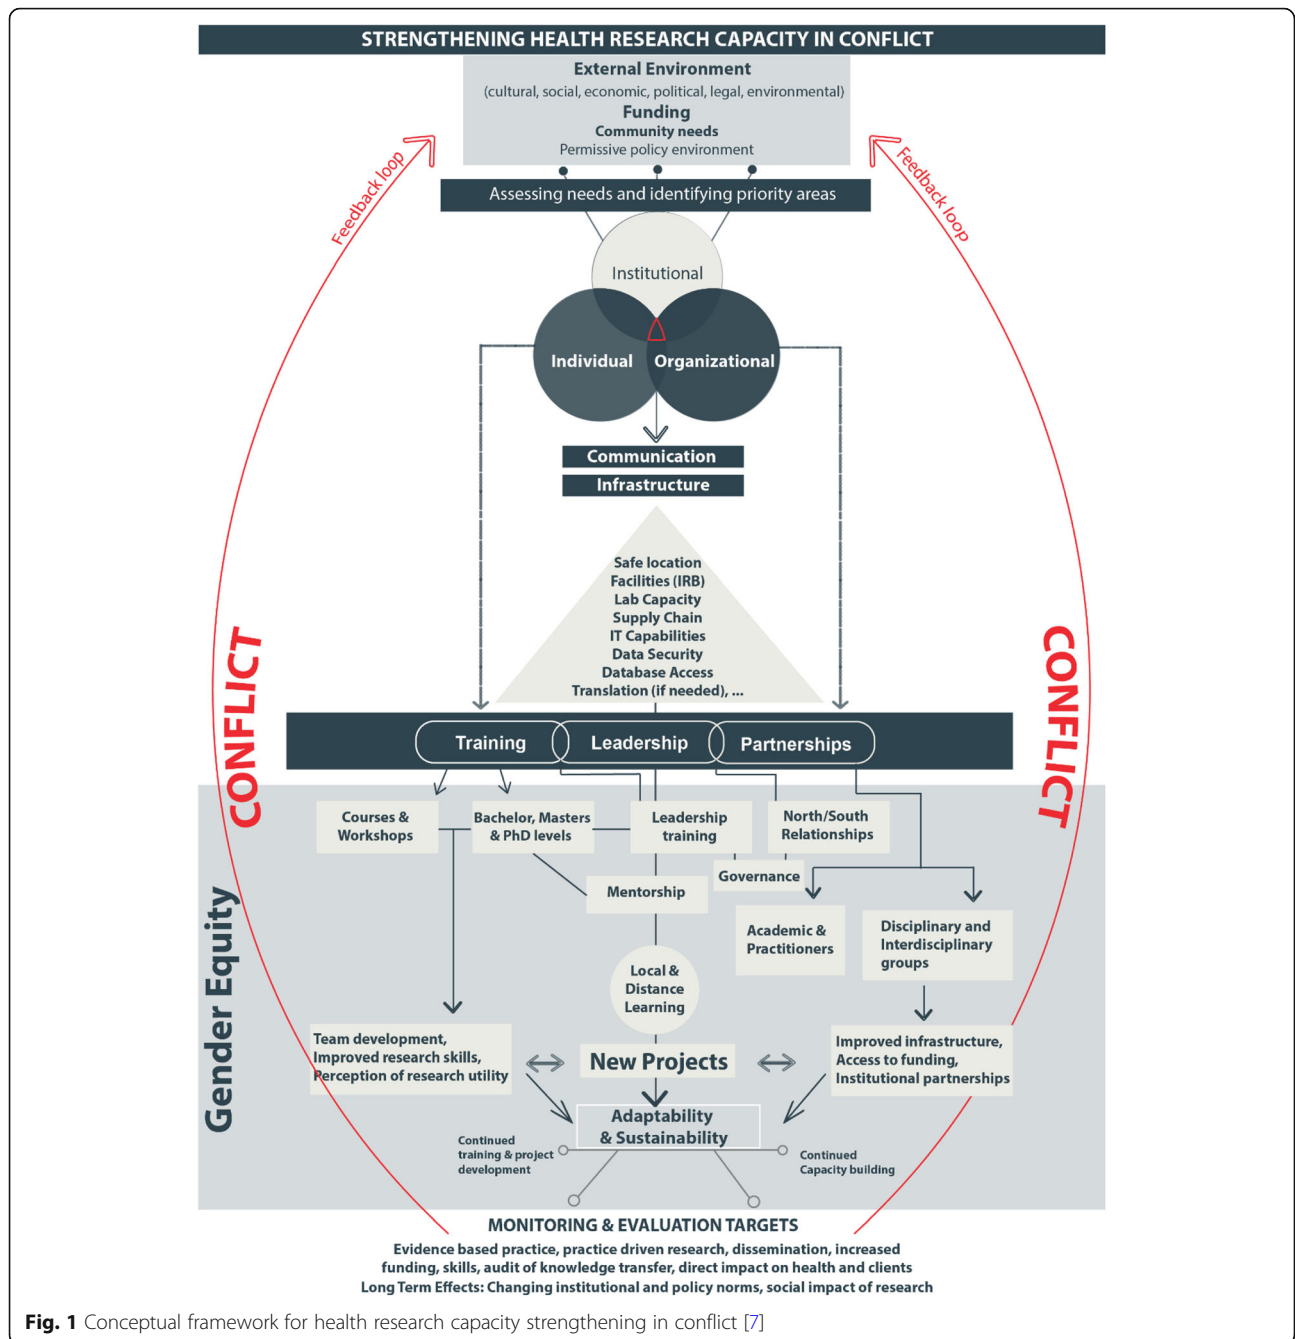 STRENGTHENING HEALTH RESEARCH CAPACITY IN CONFLICT
External Environment
(cultural, social, economic, political, legal, environmental)
Funding
Community needs
Permissive policy environment
Feedback loop
Feedback loop
Assessing needs and identifying priority areas
Institutional
Individual
Organizational
Communication
Infrastructure
Safe location
Facilities (IRB)
Lab Capacity
Supply Chain
IT Capabilities
Data Security
Database Access
Translation (if needed), ...
CONFLICT
CONFLICT
Training
Leadership
Partnerships
Courses &
Workshops
Bachelor, Masters
& PhD levels
Leadership
training
North/South
Relationships
Governance
Mentorship
Academic &
Practitioners
Disciplinary and
Interdisciplinary
groups
Gender Equity
Local &
Distance
Learning
Team development,
Improved research skills,
Perception of research utility
New Projects
Improved infrastructure,
Access to funding,
Institutional partnerships
Adaptability
& Sustainability
Continued
training & project
development
Continued
Capacity building
MONITORING & EVALUATION TARGETS
Evidence based practice, practice driven research, dissemination, increased
funding, skills, audit of knowledge transfer, direct impact on health and clients
Long Term Effects: Changing institutional and policy norms, social impact of research
Fig. 1 Conceptual framework for health research capacity strengthening in conflict [7]